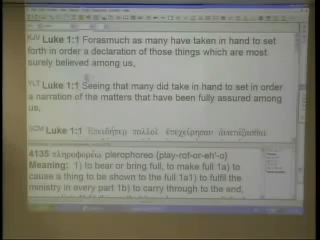 KJV Luke 1:1 Forasmuch as many have taken in hand to set
forth in order a declaration of those things which are most
surely believed among us,
YLT Luke 1:1 Seeing that many did take in hand to set in order
a narration of the matters that have been fully assured among
us,
Luke 1:1
4135 πληροφορέω plerophoreo {play-rof-or-eh'-o}
Meaning: 1) to bear or bring full, to make full 1a) to
cause a thing to be shown to the full 1a1) to fulfil the
ministry in every part 1b) to carry through to the end,